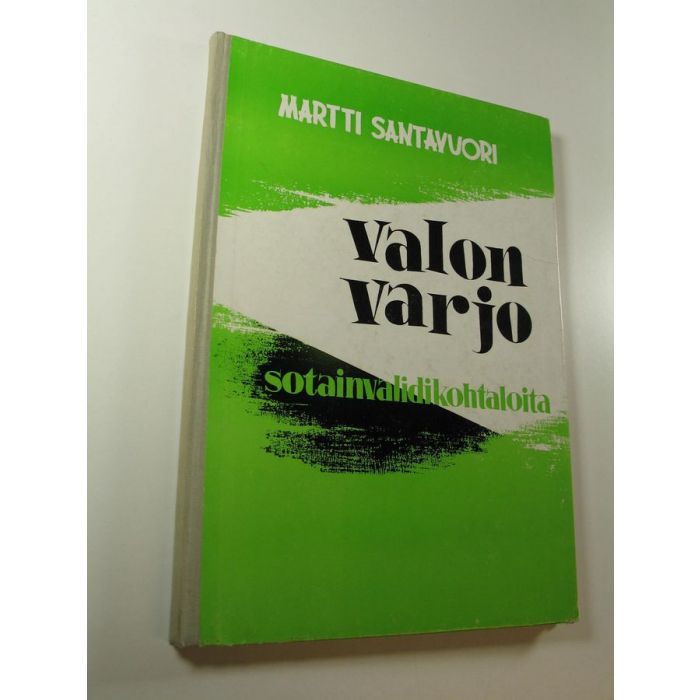 MARTTI SANTAVUORI
Valon
varjo
sotainvalidikohtaloita